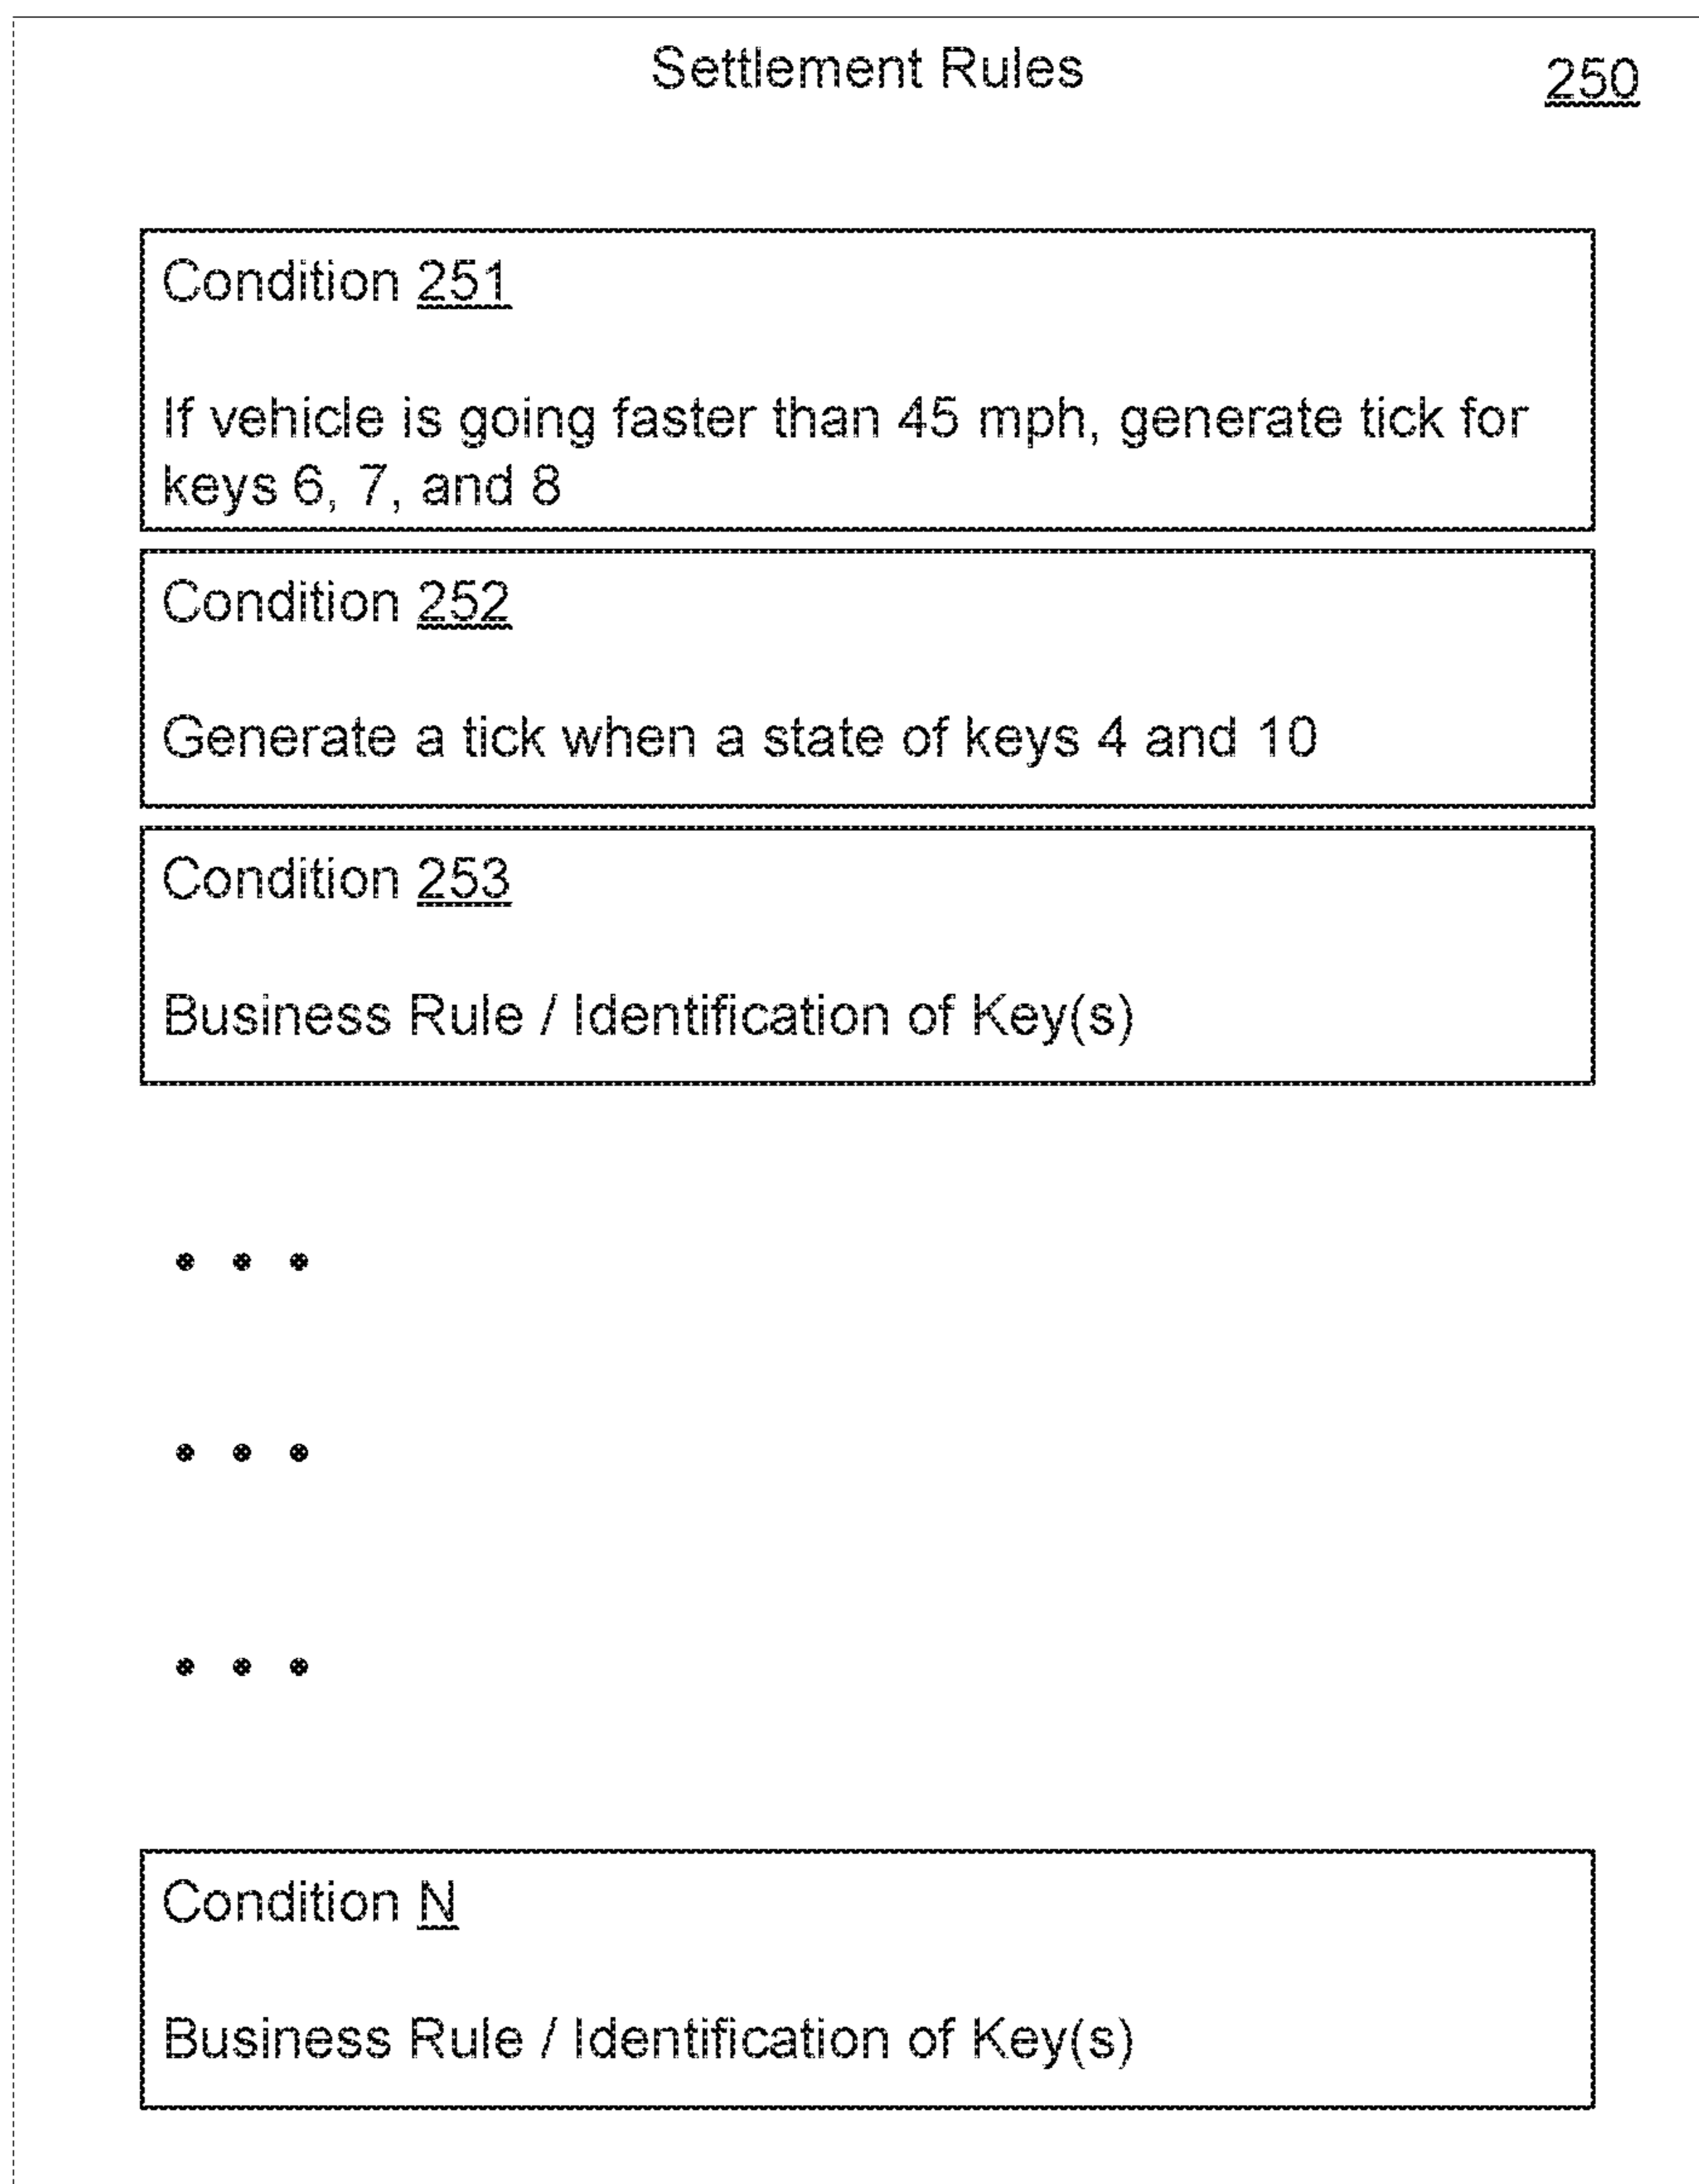 Settlement Rules 250
Condition 251
If vehicle is going faster than 45 mph, generate tick for
keys 6, 7, and 8
Condition 252
Generate a tick when a state of keys 4 and 10
Condition 253
Business Rule / Identification of Key(s)
• • •
• • •
• • •
Condition N
Business Rule / Identification of Key(s)